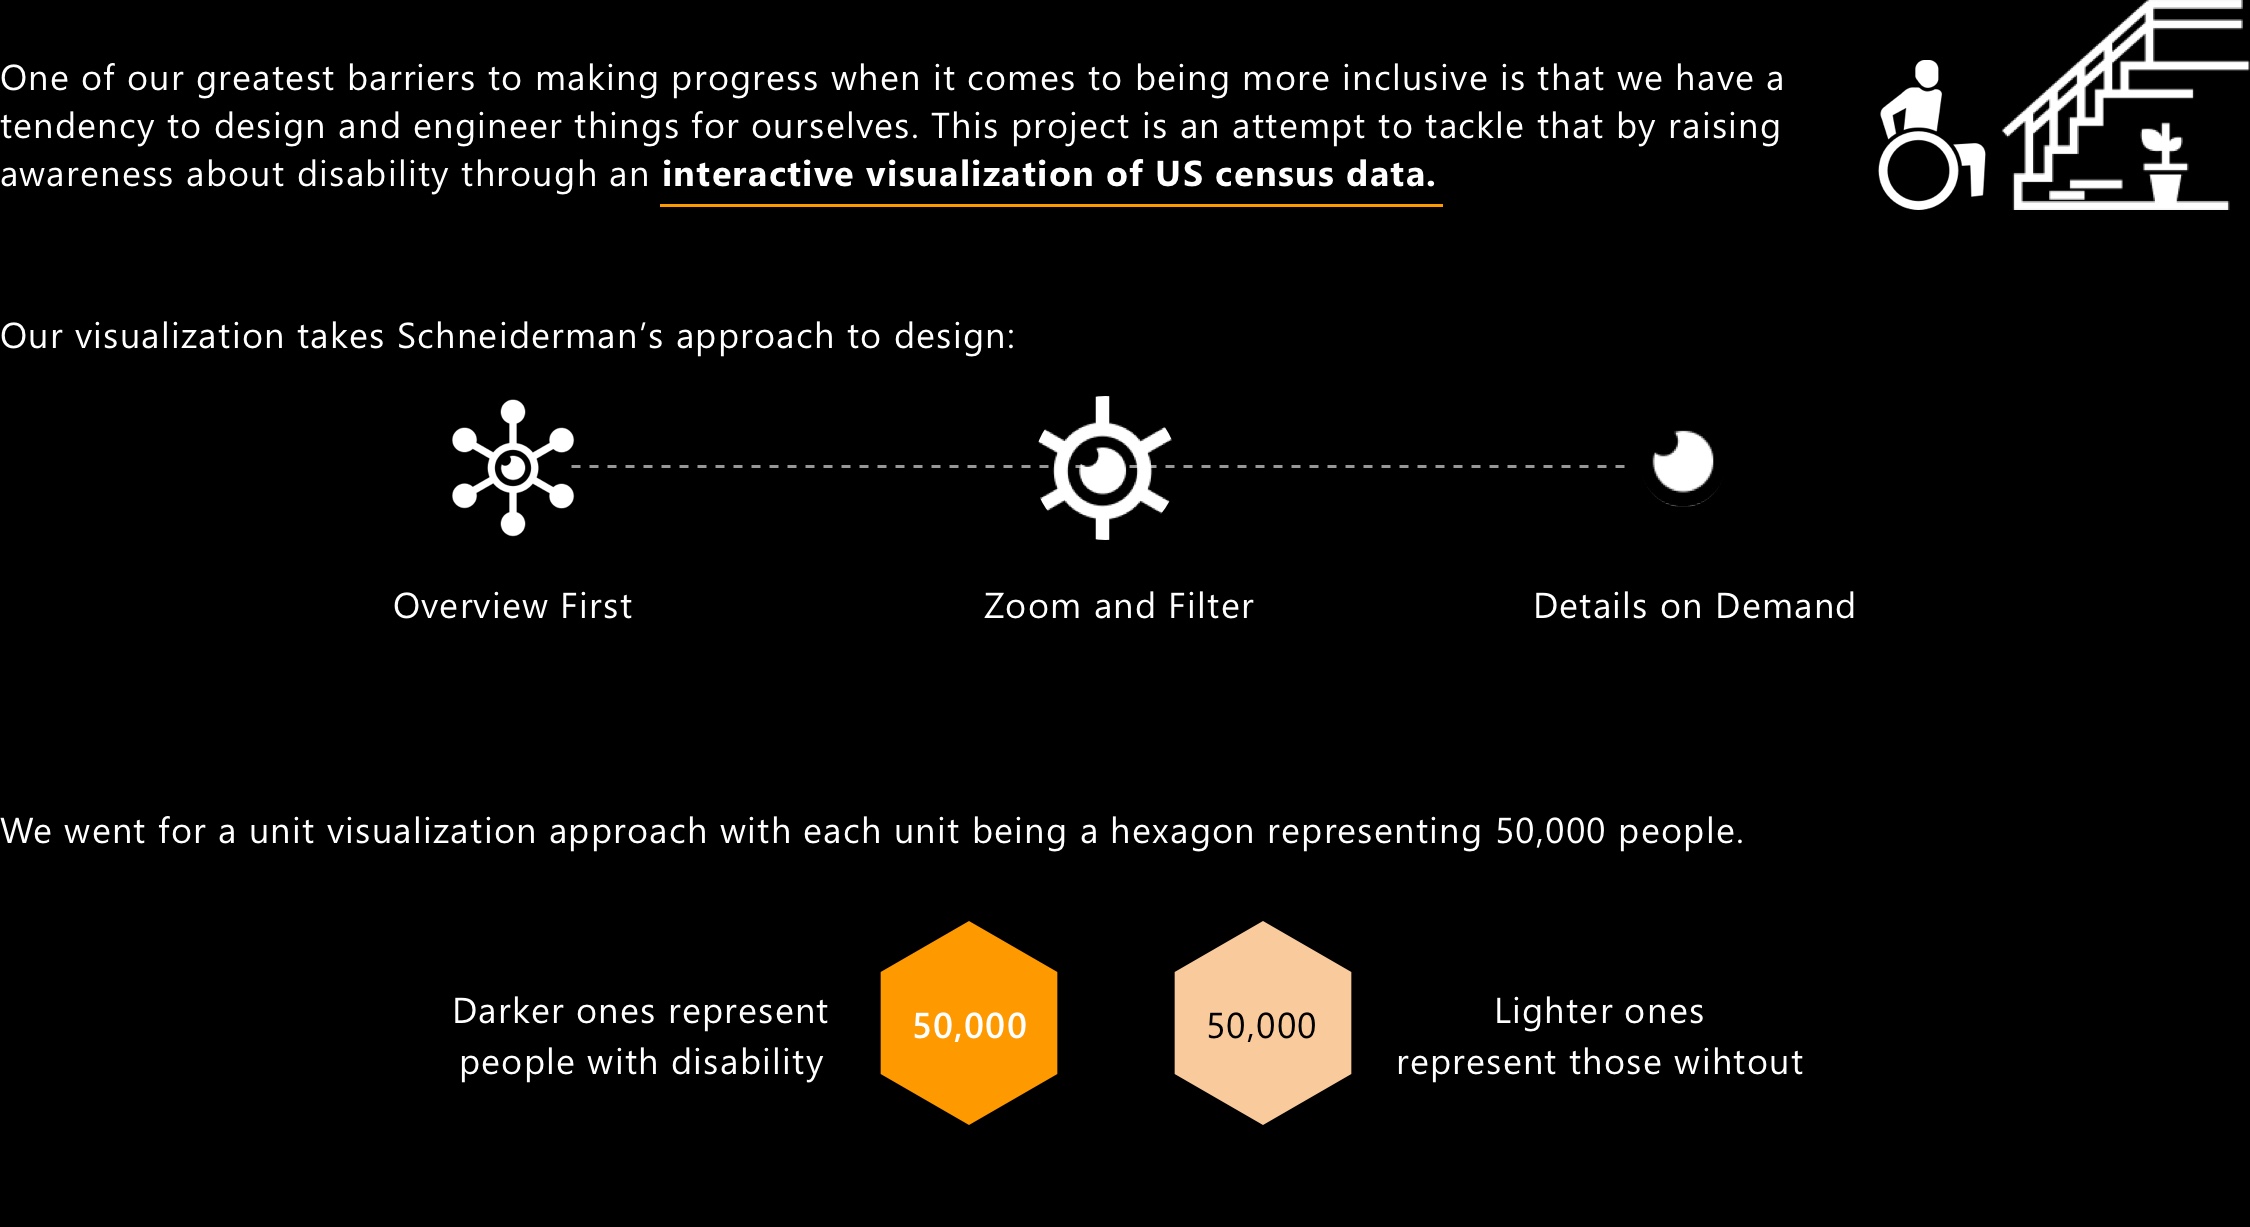 One of our greatest barriers to making progress when it comes to being more inclusive is that we have a
tendency to design and engineer things for ourselves. This project is an attempt to tackle that by raising
awareness about disability through an interactive visualization of US census data.
Our visualization takes Schneiderman’s approach to design:
Overview First
Zoom and Filter
Details on Demand
We went for a unit visualization approach with each unit being a hexagon representing 50,000 people.
Darker ones represent
people with disability
50,000
50,000
Lighter ones
represent those wihtout